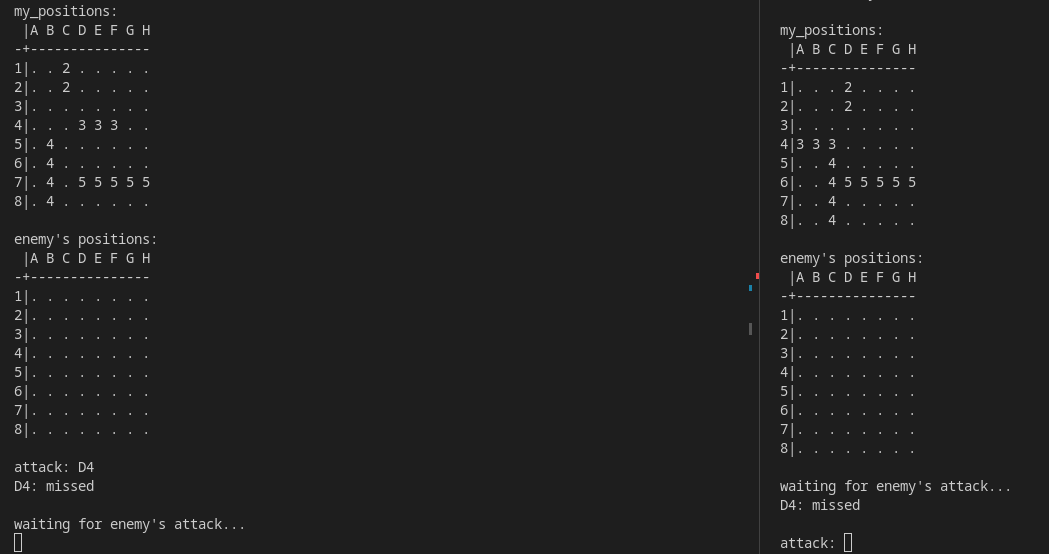 my_positions:
 |A B C D E F G H
-+---------------
1|. . 2 . . . . .
2|. . 2 . . . . .
3|. . . . . . . .
4|. . . 3 3 3 . .
5|. 4 . . . . . .
6|. 4 . . . . . .
7|. 4 . 5 5 5 5 5
8|. 4 . . . . . .

enemy's positions:
 |A B C D E F G H
-+---------------
1|. . . . . . . .
2|. . . . . . . .
3|. . . . . . . .
4|. . . . . . . .
5|. . . . . . . .
6|. . . . . . . .
7|. . . . . . . .
8|. . . . . . . .

attack: D4
D4: missed

waiting for enemy's attack...

my_positions:
 |A B C D E F G H
-+---------------
1|. . . 2 . . . .
2|. . . 2 . . . .
3|. . . . . . . .
4|3 3 3 . . . . .
5|. . 4 . . . . .
6|. . 4 5 5 5 5 5
7|. . 4 . . . . .
8|. . 4 . . . . .

enemy's positions:
 |A B C D E F G H
-+---------------
1|. . . . . . . .
2|. . . . . . . .
3|. . . . . . . .
4|. . . . . . . .
5|. . . . . . . .
6|. . . . . . . .
7|. . . . . . . .
8|. . . . . . . .

waiting for enemy's attack...
D4: missed

attack: